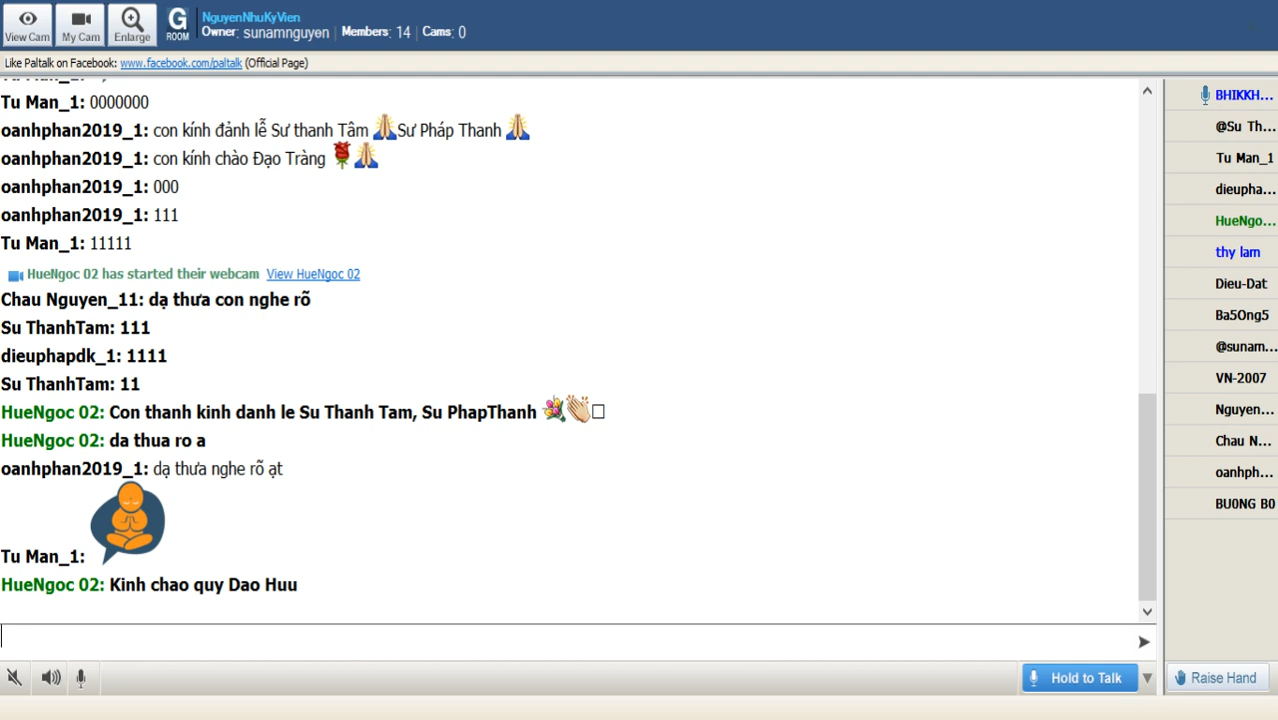 View Cam
My Cam
Enlarge
G
ROOM
NguyenNhuKyVien
Owner: sunamnguyen | Members: 14 | Cams: 0
Like Paltalk on Facebook: www.facebook.com/paltalk (Official Page)
Tu Man_1: 0000000
oanhphan2019_1: con kính đảnh lễ Sư thanh Tâm 🙏Sư Pháp Thanh 🙏
oanhphan2019_1: con kính chào Đạo Tràng 🌹🙏
oanhphan2019_1: 000
oanhphan2019_1: 111
Tu Man_1: 11111
HueNgoc 02 has started their webcam View HueNgoc 02
Chau Nguyen_11: dạ thưa con nghe rõ
Su ThanhTam: 111
dieuphapdk_1: 1111
Su ThanhTam: 11
HueNgoc 02: Con thanh kinh danh le Su Thanh Tam, Su PhapThanh 💐👏□
HueNgoc 02: da thua ro a
oanhphan2019_1: dạ thưa nghe rõ ạt
Tu Man_1:
HueNgoc 02: Kinh chao quy Dao Huu
Hold to Talk
BHIKKH...
@Su Th...
Tu Man_1
dieupha...
HueNgo...
thy lam
Dieu-Dat
Ba5Ong5
@sunam...
VN-2007
Nguyen...
Chau N...
oanhph...
BU0NG B0
Raise Hand